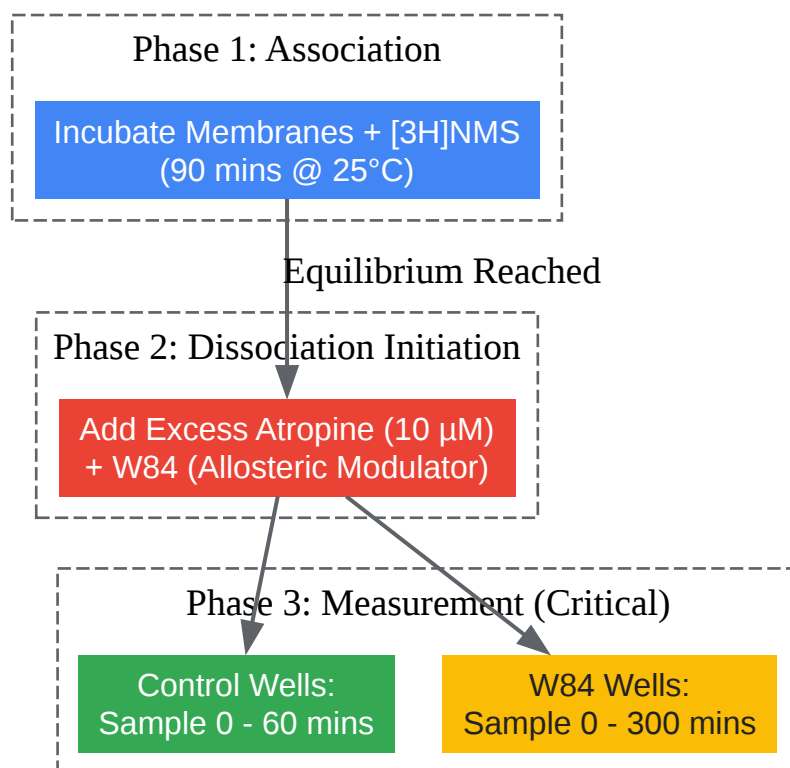 Phase 1: Association
Incubate Membranes + [3H]NMS
(90 mins @ 25°C)
Equilibrium Reached
Phase 2: Dissociation Initiation
Add Excess Atropine (10 µM)
+ W84 (Allosteric Modulator)
Phase 3: Measurement (Critical)
Control Wells:
Sample 0 - 60 mins
W84 Wells:
Sample 0 - 300 mins